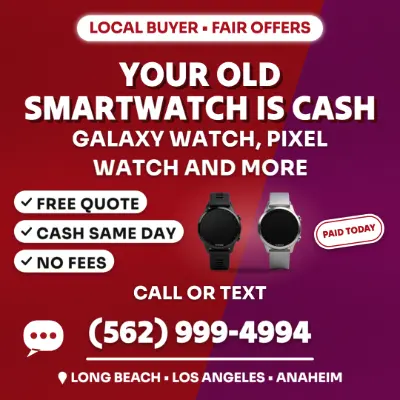 LOCAL BUYER • FAIR OFFERS
YOUR OLD
SMARTWATCH IS CASH
GALAXY WATCH, PIXEL
WATCH AND MORE
FREE QUOTE
CASH SAME DAY
NO FEES
PAID TODAY
CALL OR TEXT
(562) 999-4994
LONG BEACH • LOS ANGELES • ANAHEIM